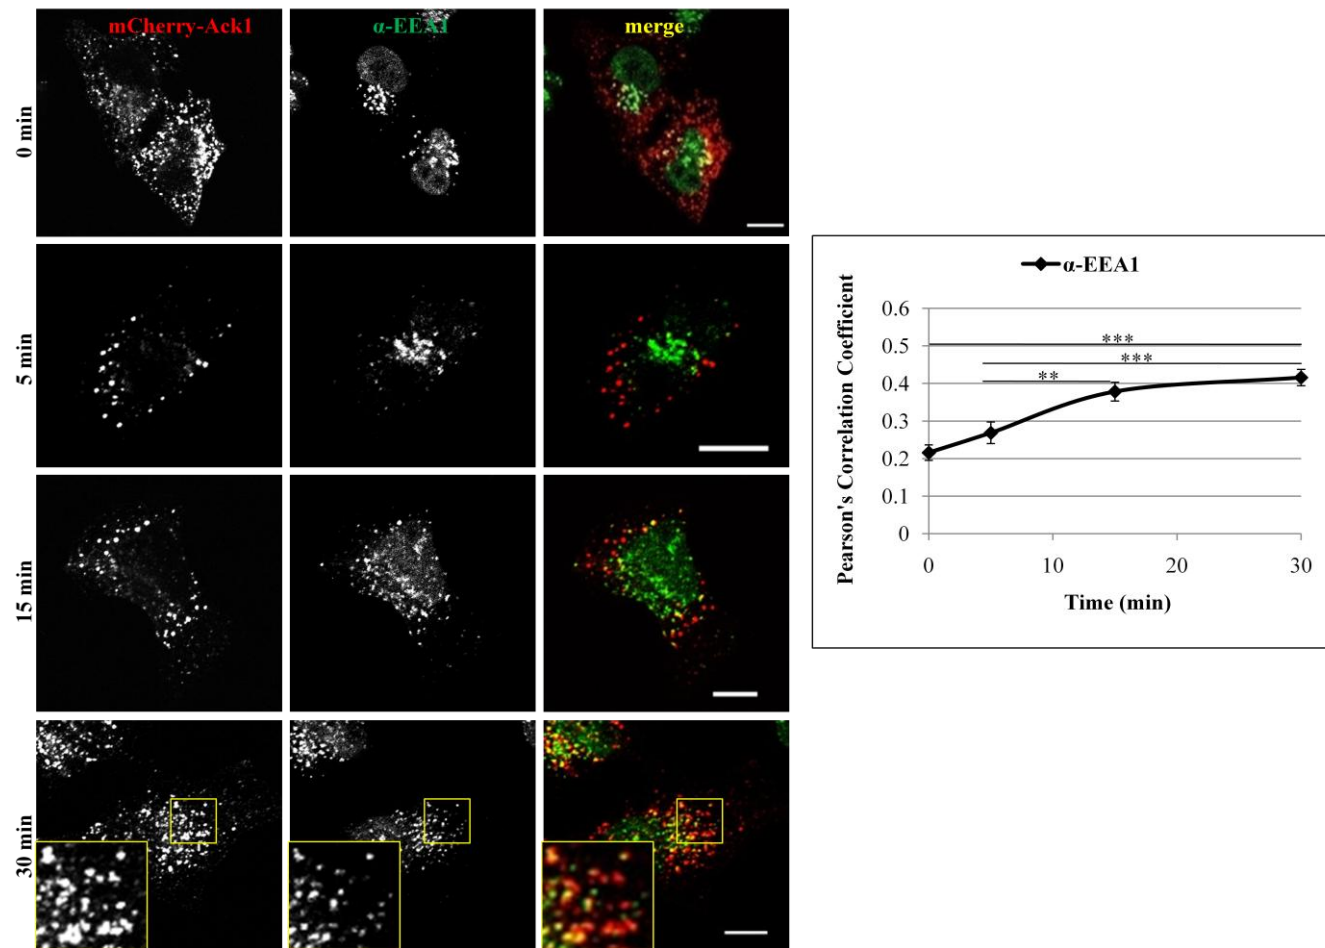 mCherry-Ack1
α-EEA1
merge
0 min
5 min
15 min
30 min
α-EEA1
Pearson's Correlation Coefficient
0.6
0.5
0.4
0.3
0.2
0.1
0
***
***
**
0 10 20 30
Time (min)